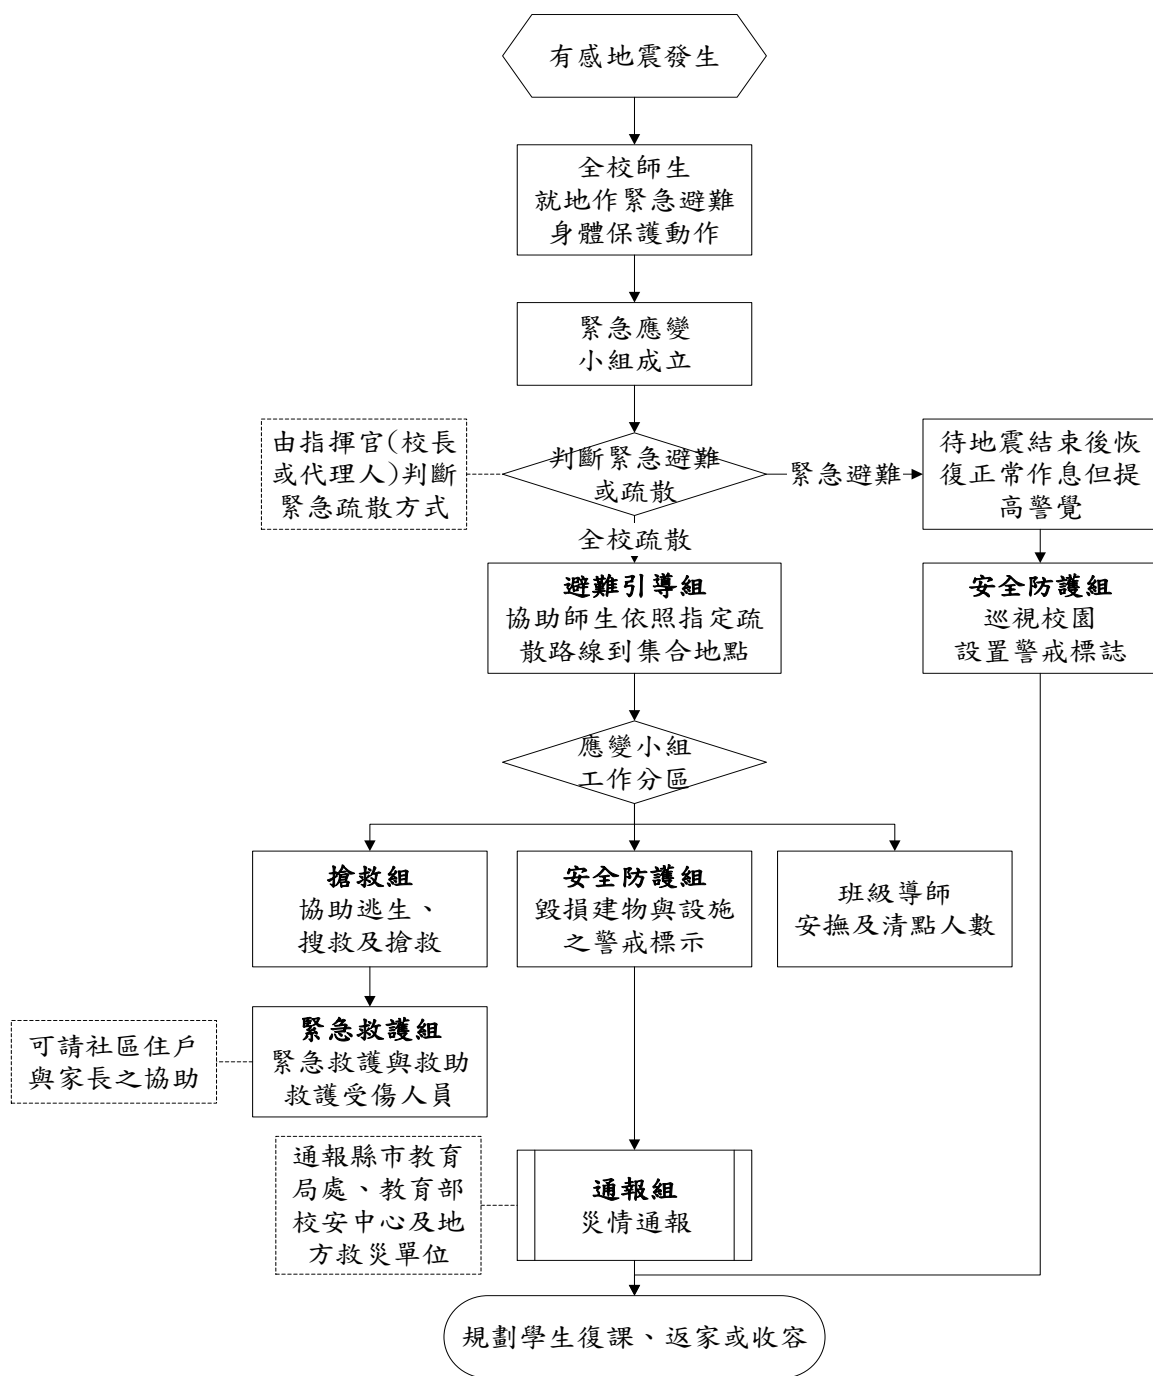 有感地震發生
全校師生
就地作緊急避難
身體保護動作
緊急應變
小組成立
由指揮官(校長
或代理人)判斷
緊急疏散方式
判斷緊急避難
或疏散
緊急避難
待地震結束後恢
復正常作息但提
高警覺
全校疏散
避難引導組
協助師生依照指定疏
散路線到集合地點
安全防護組
巡視校園
設置警戒標誌
應變小組
工作分區
搶救組
協助逃生、
搜救及搶救
安全防護組
毀損建物與設施
之警戒標示
班級導師
安撫及清點人數
可請社區住戶
與家長之協助
緊急救護組
緊急救護與救助
救護受傷人員
通報縣市教育
局處、教育部
校安中心及地
方救災單位
通報組
災情通報
規劃學生復課、返家或收容